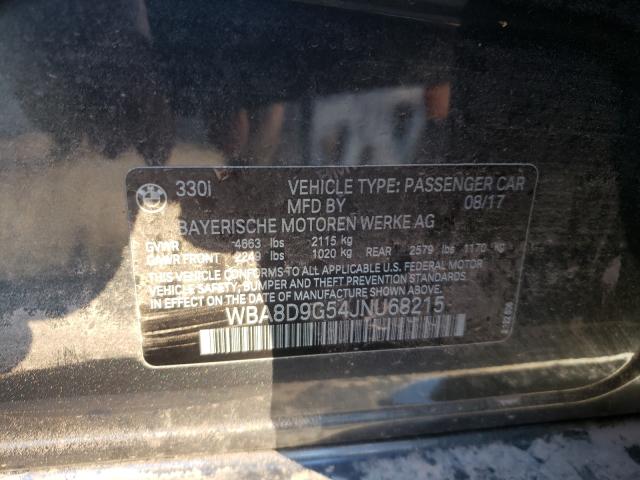 BMW 330i VEHICLE TYPE: PASSENGER CAR
MFD BY 08/17
BAYERISCHE MOTOREN WERKE AG
GVWR 4663 lbs 2115 kg
GAWR FRONT 2249 lbs 1020 kg REAR 2579 lbs 1170 kg
THIS VEHICLE CONFORMS TO ALL APPLICABLE U.S. FEDERAL MOTOR
VEHICLE SAFETY, BUMPER AND THEFT PREVENTION STANDARDS
IN EFFECT ON THE DATE OF MANUFACTURE SHOWN ABOVE.
WBA8D9G54JNU68215